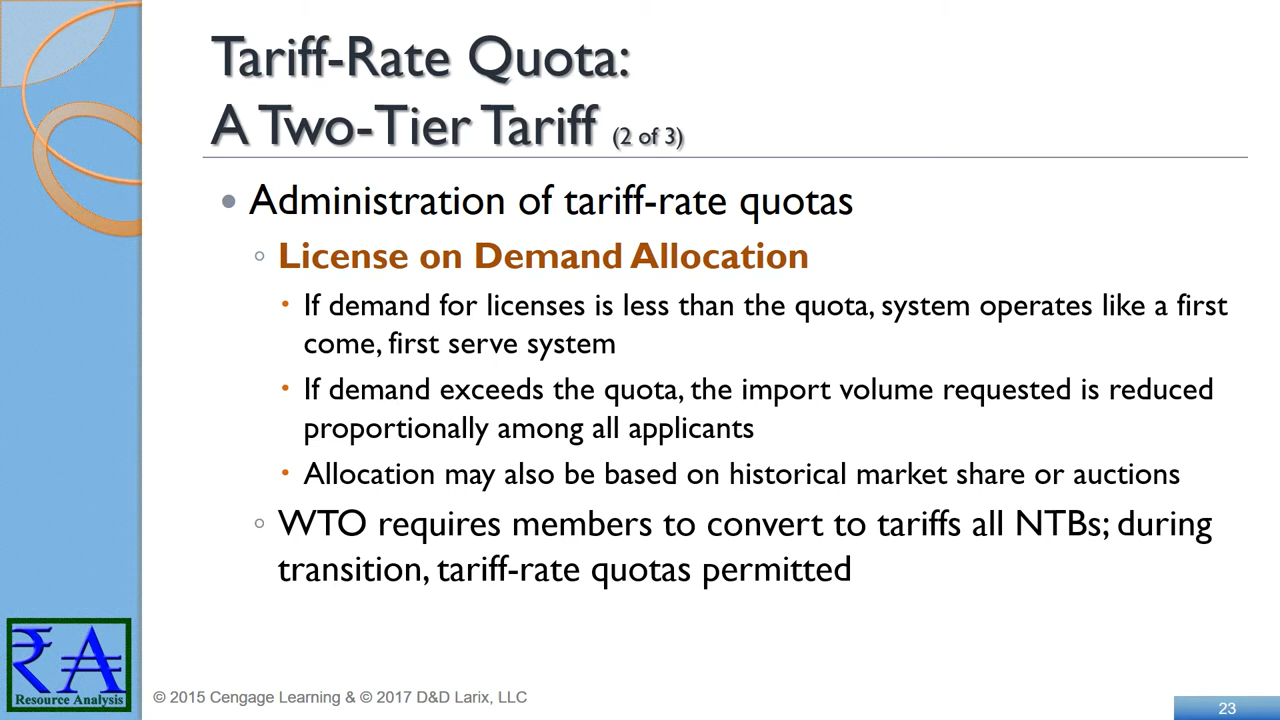 Tariff-Rate Quota:
A Two-Tier Tariff (2 of 3)
• Administration of tariff-rate quotas
◦ License on Demand Allocation
▪ If demand for licenses is less than the quota, system operates like a first
come, first serve system
▪ If demand exceeds the quota, the import volume requested is reduced
proportionally among all applicants
▪ Allocation may also be based on historical market share or auctions
◦ WTO requires members to convert to tariffs all NTBs; during
transition, tariff-rate quotas permitted
₹A
Resource Analysis
© 2015 Cengage Learning & © 2017 D&D Larix, LLC
23